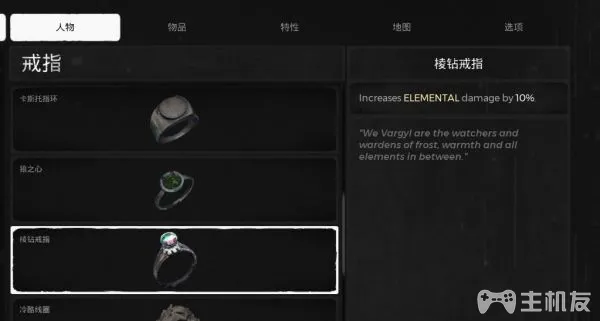 人物
物品
特性
地图
选项
戒指
棱钻戒指
卡斯托指环
Increases ELEMENTAL damage by 10%.
"We Vargyl are the watchers and
wardens of frost, warmth and all
elements in between."
狼之心
棱钻戒指
冷酷线圈
主机友